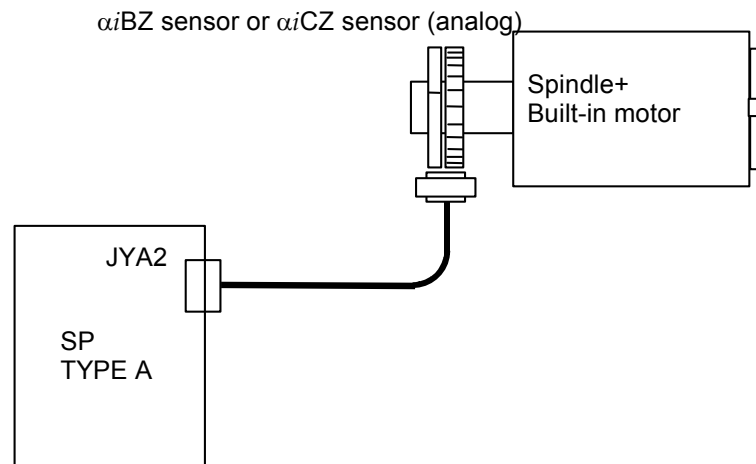 αiBZ sensor or αiCZ sensor (analog)
Spindle+
Built-in motor
JYA2
SP
TYPE A